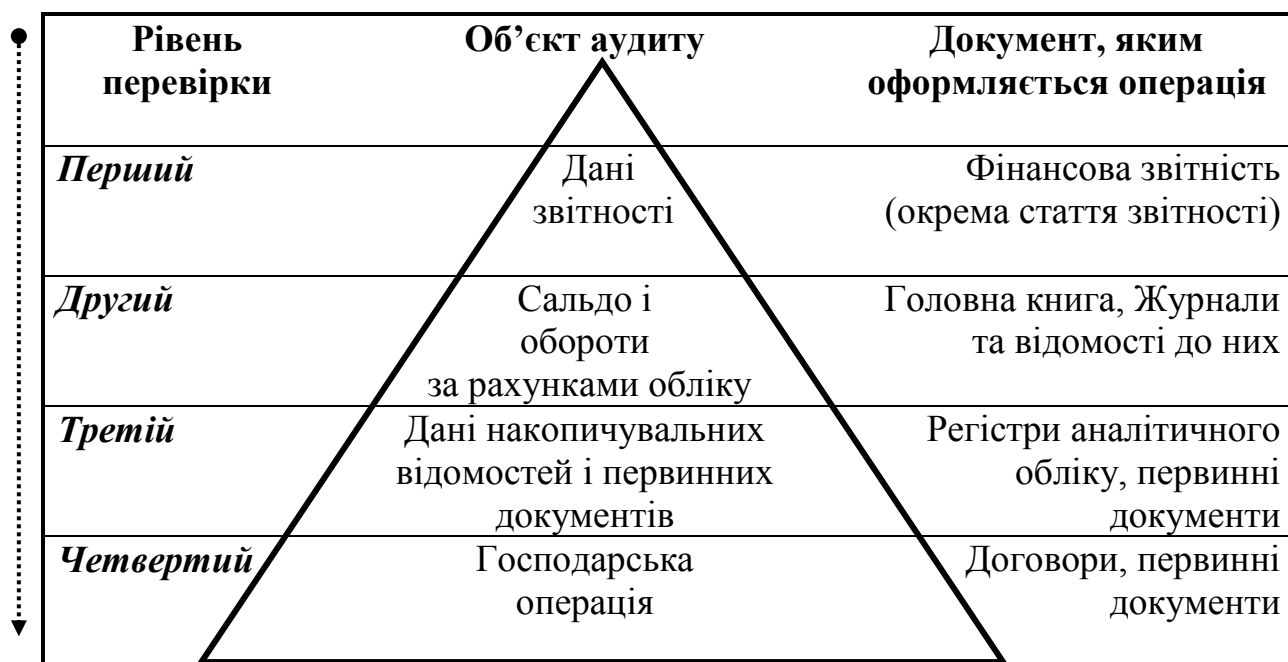 Рівень Об’єкт аудиту Документ, яким
перевірки оформляється операція
Перший Дані Фінансова звітність
звітності (окрема стаття звітності)
Другий Сальдо і Головна книга, Журнали
обороти та відомості до них
за рахунками обліку
Третій Дані накопичувальних Регістри аналітичного
відомостей і первинних обліку, первинні
документів документи
Четвертий Господарська Договори, первинні
операція документи